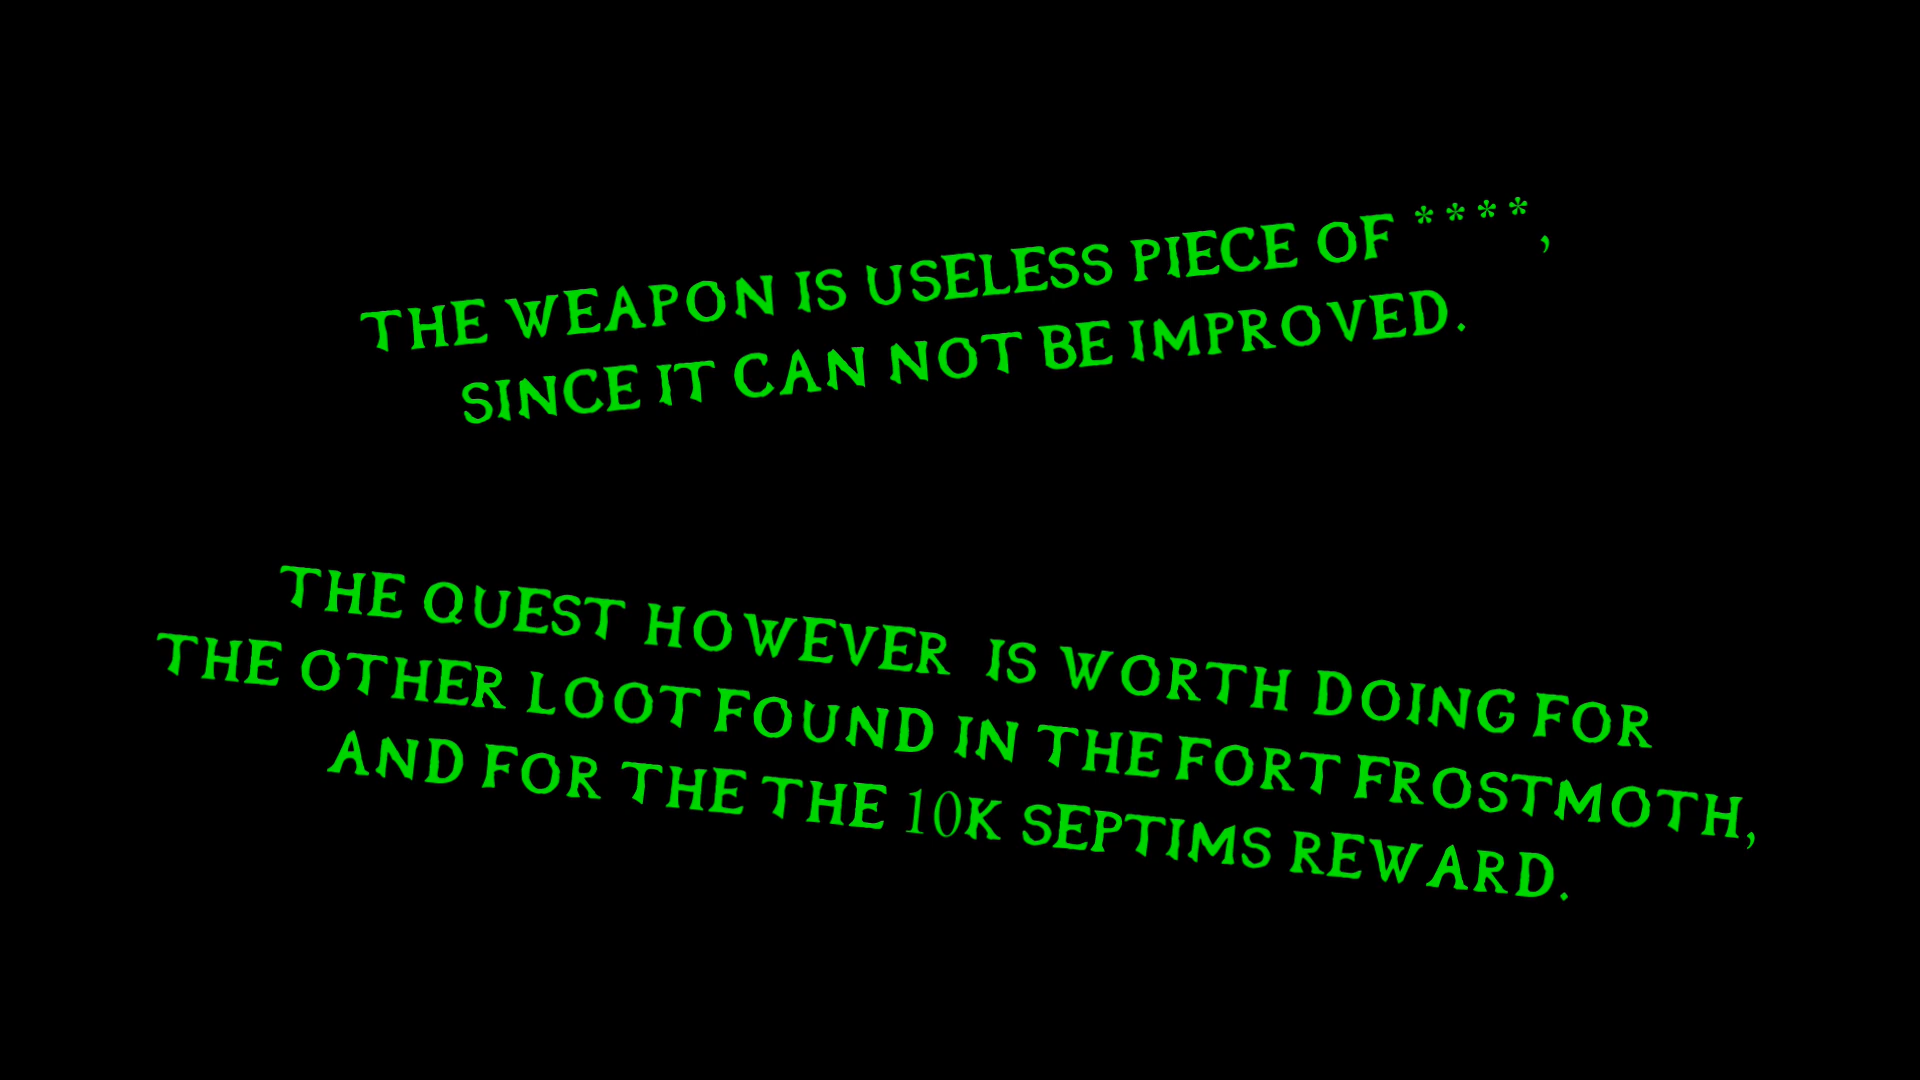 THE WEAPON IS USELESS PIECE OF ****,
SINCE IT CAN NOT BE IMPROVED.
THE QUEST HOWEVER IS WORTH DOING FOR
THE OTHER LOOT FOUND IN THE FORT FROSTMOTH,
AND FOR THE THE 10K SEPTIMS REWARD.